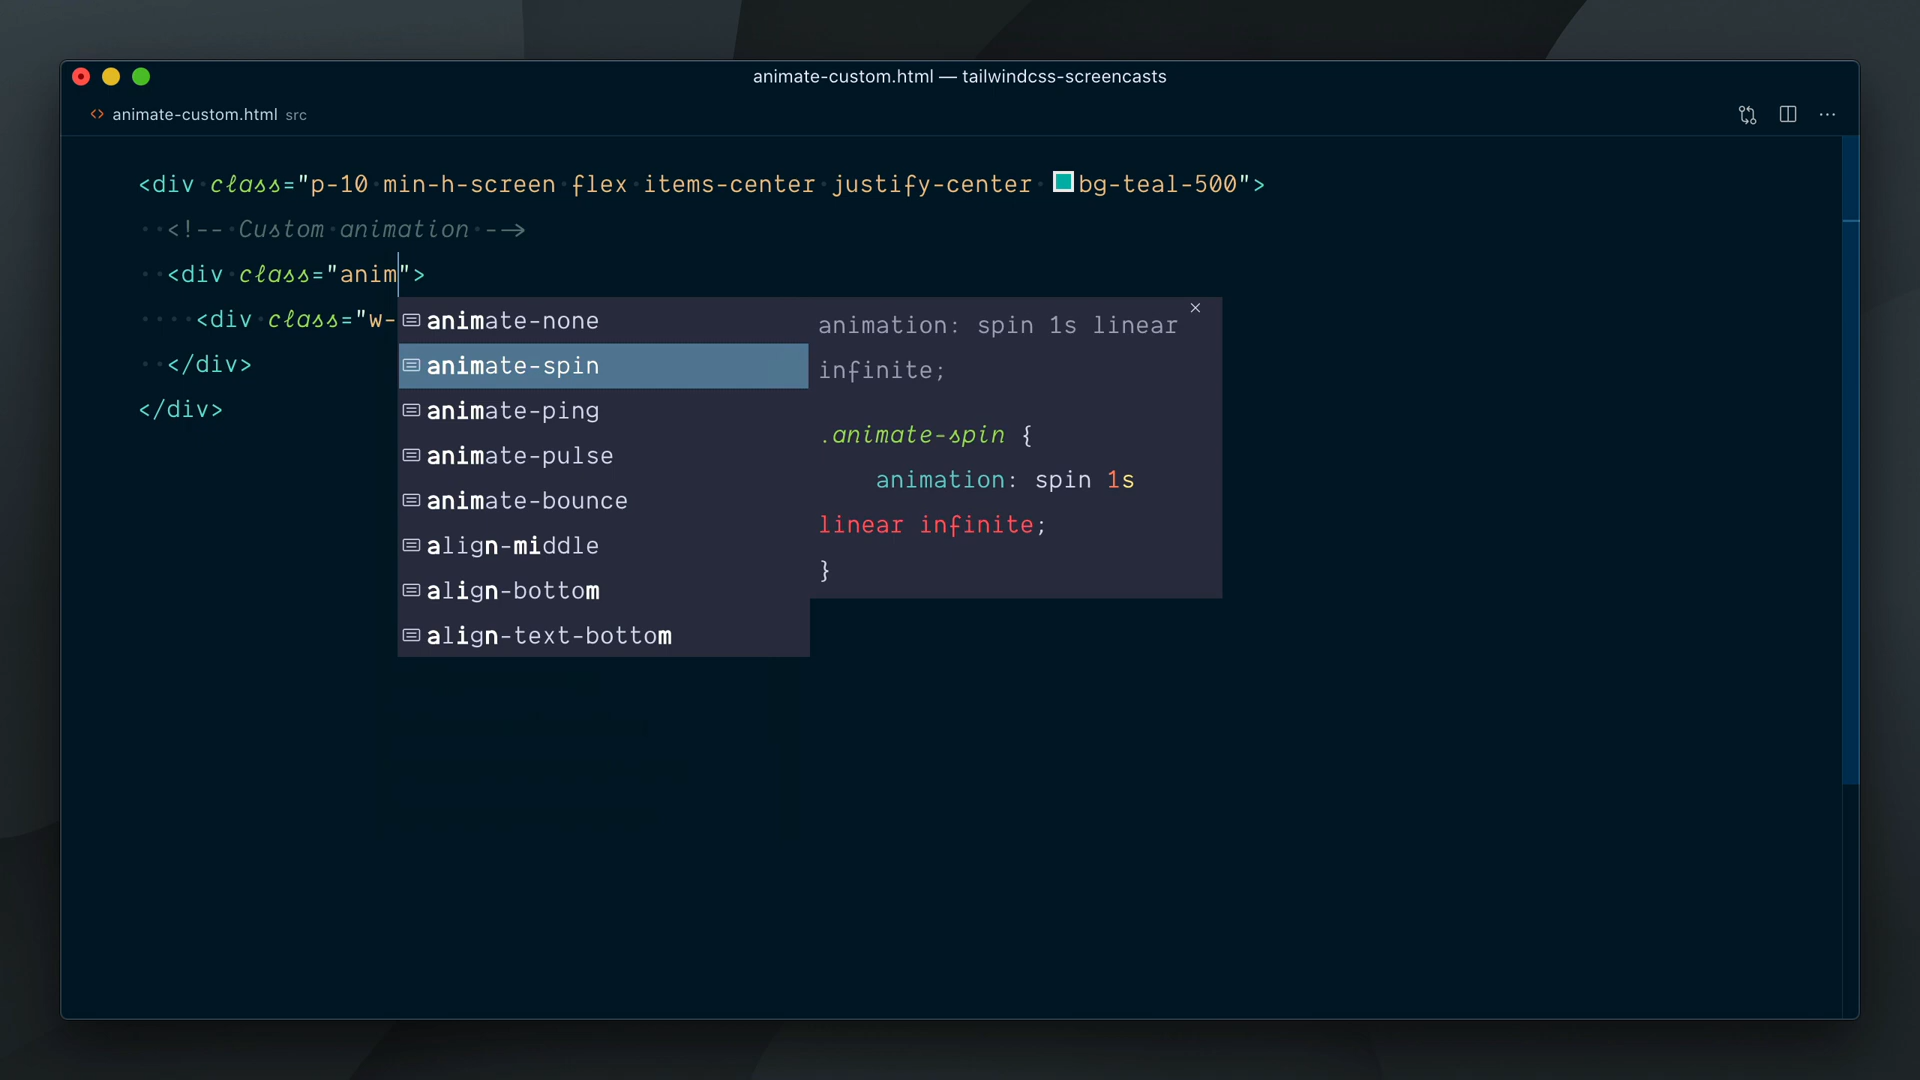 animate-custom.html — tailwindcss-screencasts
<> animate-custom.html src
<div class="p-10 min-h-screen flex items-center justify-center bg-teal-500">
<!-- Custom animation -->
<div class="anim">
<div class="w-
</div>
</div>
animate-none
animate-spin
animate-ping
animate-pulse
animate-bounce
align-middle
align-bottom
align-text-bottom
animation: spin 1s linear
infinite;
.animate-spin {
animation: spin 1s
linear infinite;
}